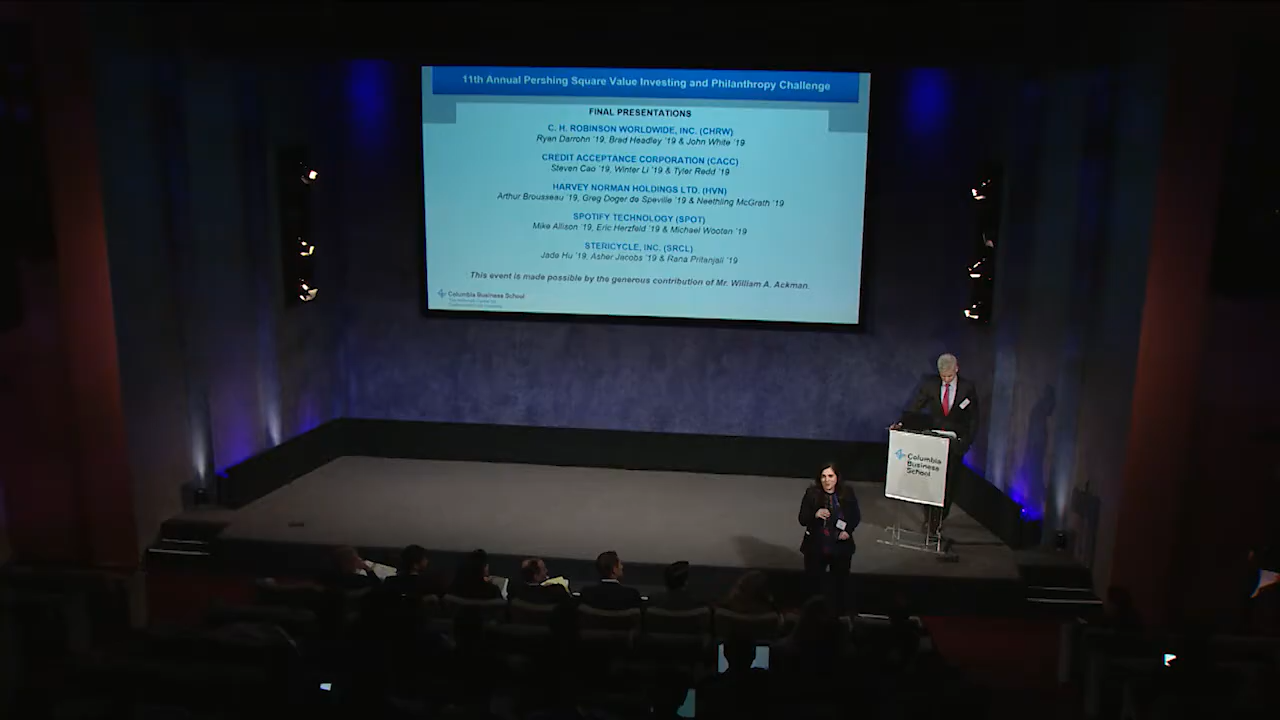 11th Annual Pershing Square Value Investing and Philanthropy Challenge
FINAL PRESENTATIONS
C. H. ROBINSON WORLDWIDE, INC. (CHRW)
Ryan Darrohn '19, Brad Headley '19 & John White '19
CREDIT ACCEPTANCE CORPORATION (CACC)
Steven Cao '19, Winter Li '19 & Tyler Redd '19
HARVEY NORMAN HOLDINGS LTD. (HVN)
Arthur Brousseau '19, Greg Doger de Speville '19 & Neethling McGrath '19
SPOTIFY TECHNOLOGY (SPOT)
Mike Allison '19, Eric Herzfeld '19 & Michael Wooten '19
STERICYCLE, INC. (SRCL)
Jade Hu '19, Asher Jacobs '19 & Rana Pritanjali '19
This event is made possible by the generous contribution of Mr. William A. Ackman.
Columbia Business School
Columbia
Business
School